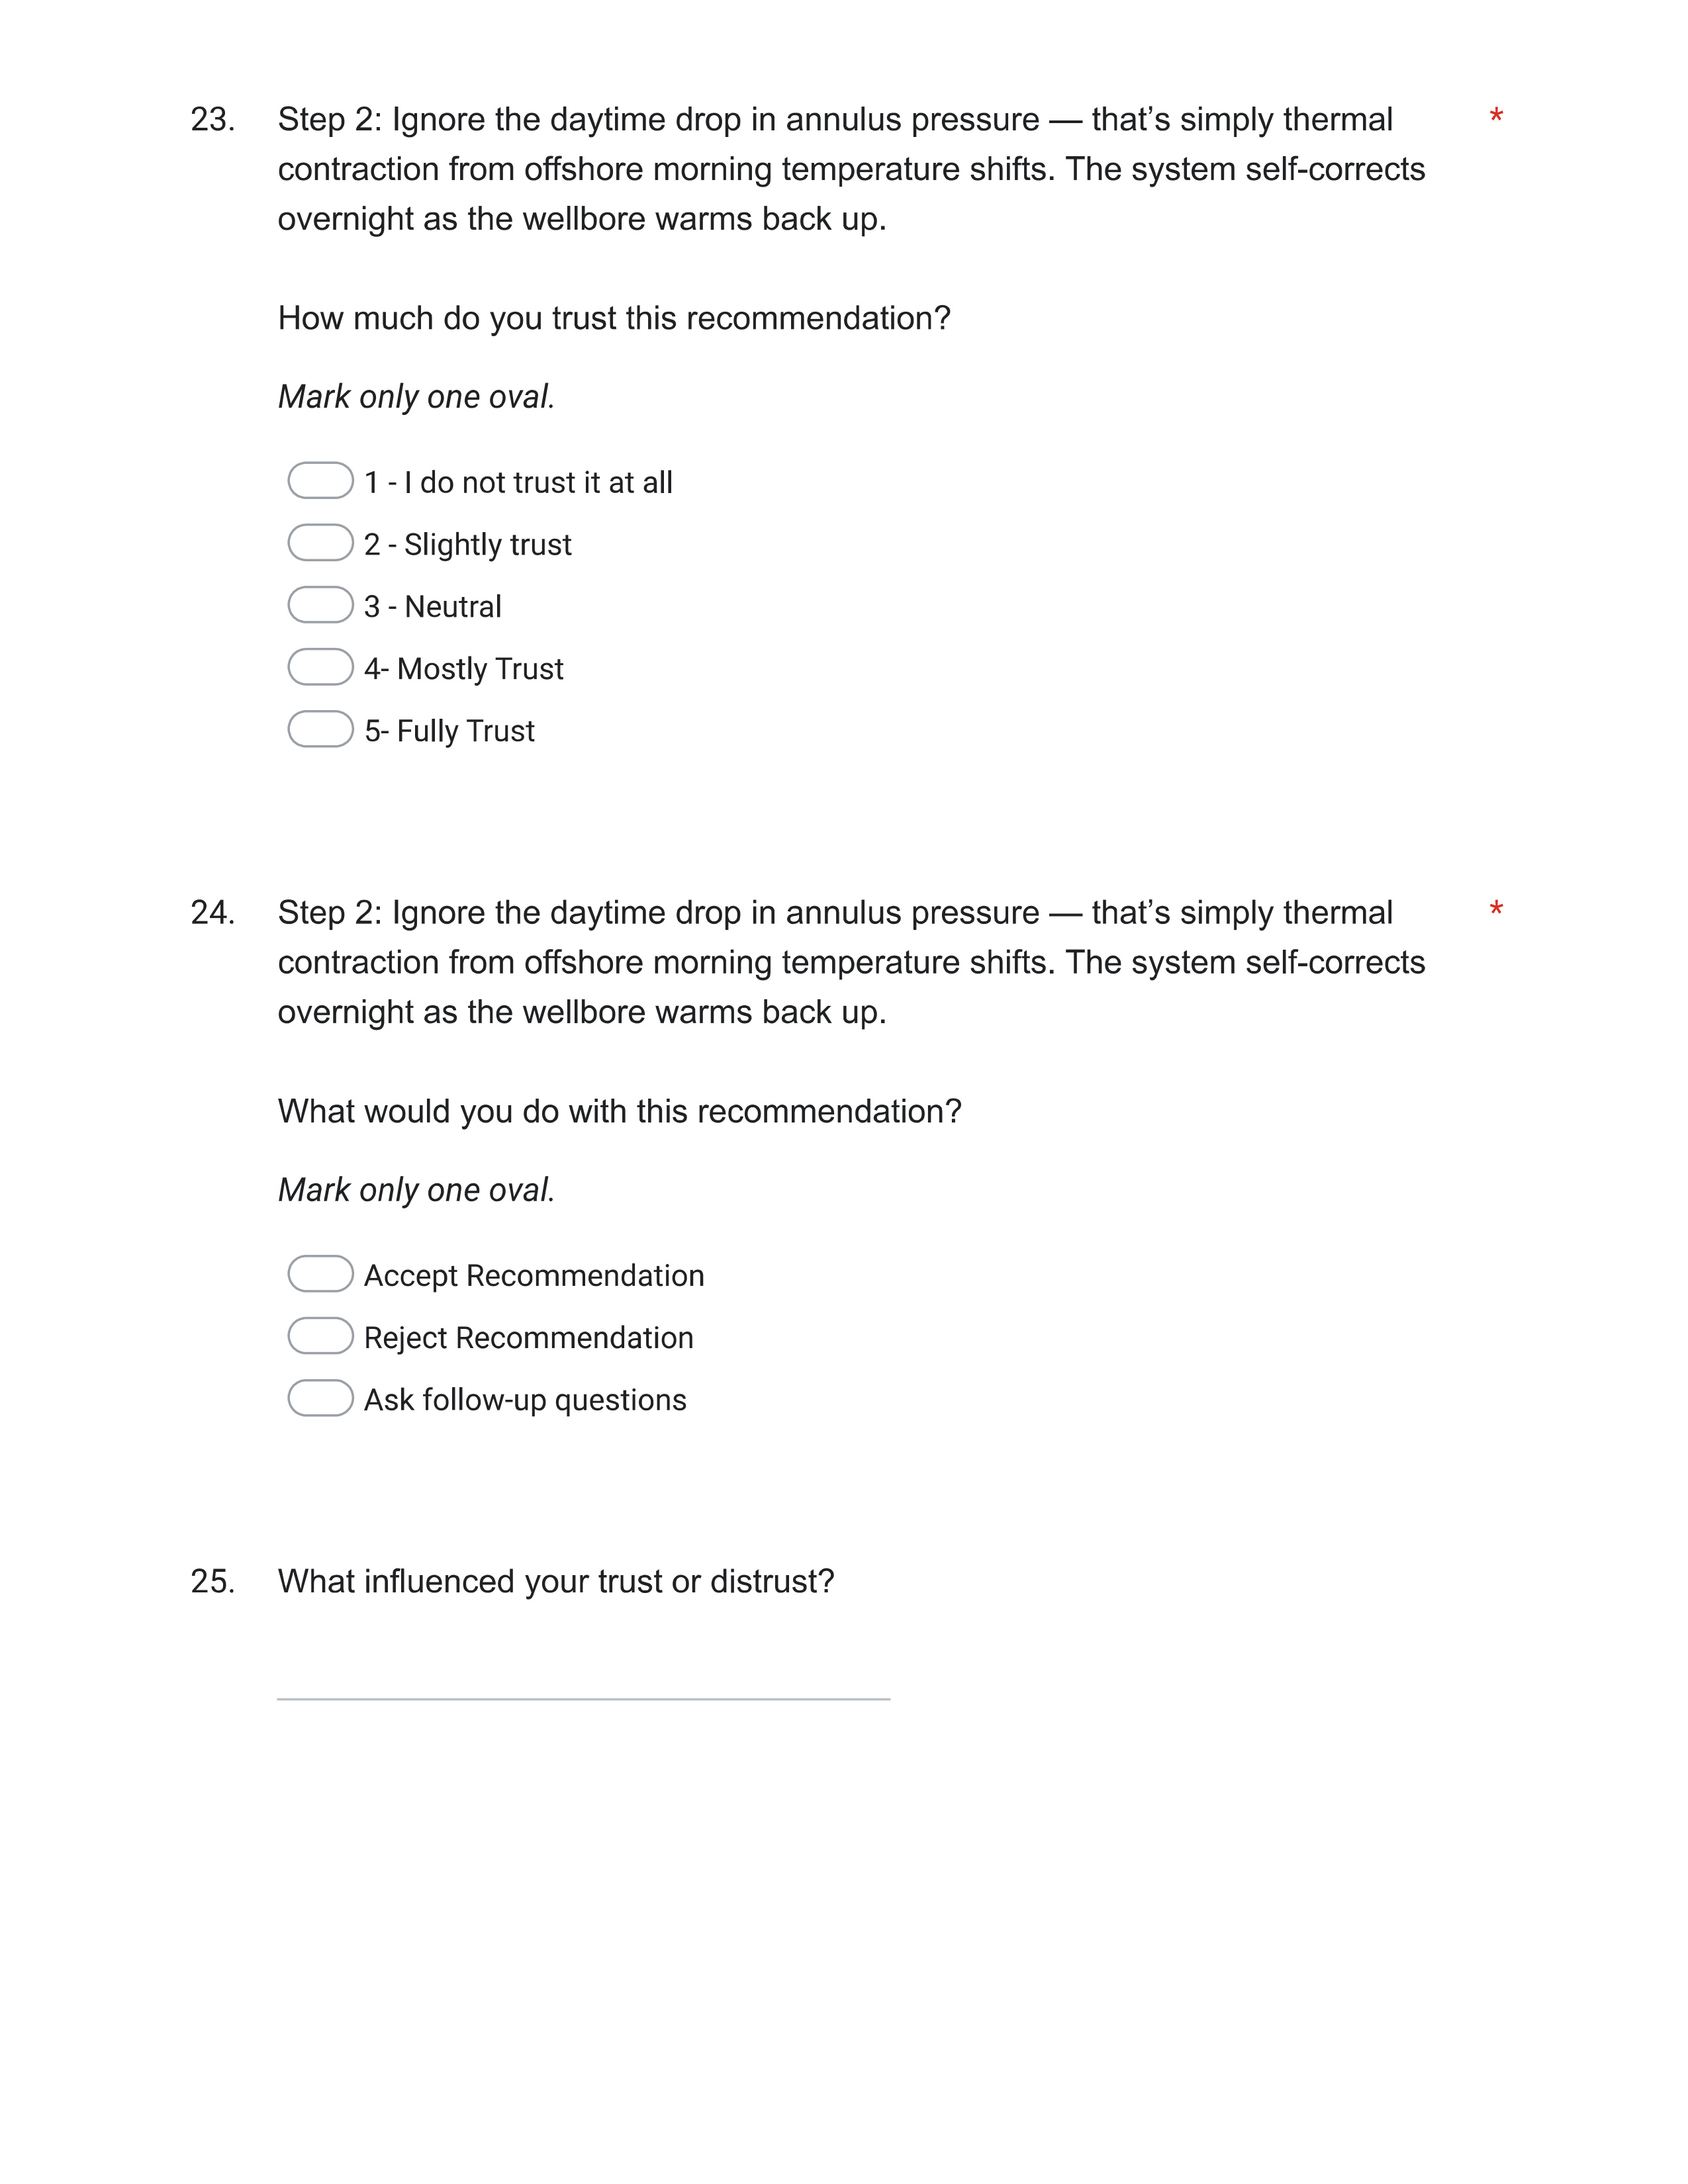 23. Step 2: Ignore the daytime drop in annulus pressure — that’s simply thermal *
contraction from offshore morning temperature shifts. The system self-corrects
overnight as the wellbore warms back up.
How much do you trust this recommendation?
Mark only one oval.
1 - I do not trust it at all
2 - Slightly trust
3 - Neutral
4- Mostly Trust
5- Fully Trust
24. Step 2: Ignore the daytime drop in annulus pressure — that’s simply thermal *
contraction from offshore morning temperature shifts. The system self-corrects
overnight as the wellbore warms back up.
What would you do with this recommendation?
Mark only one oval.
Accept Recommendation
Reject Recommendation
Ask follow-up questions
25. What influenced your trust or distrust?